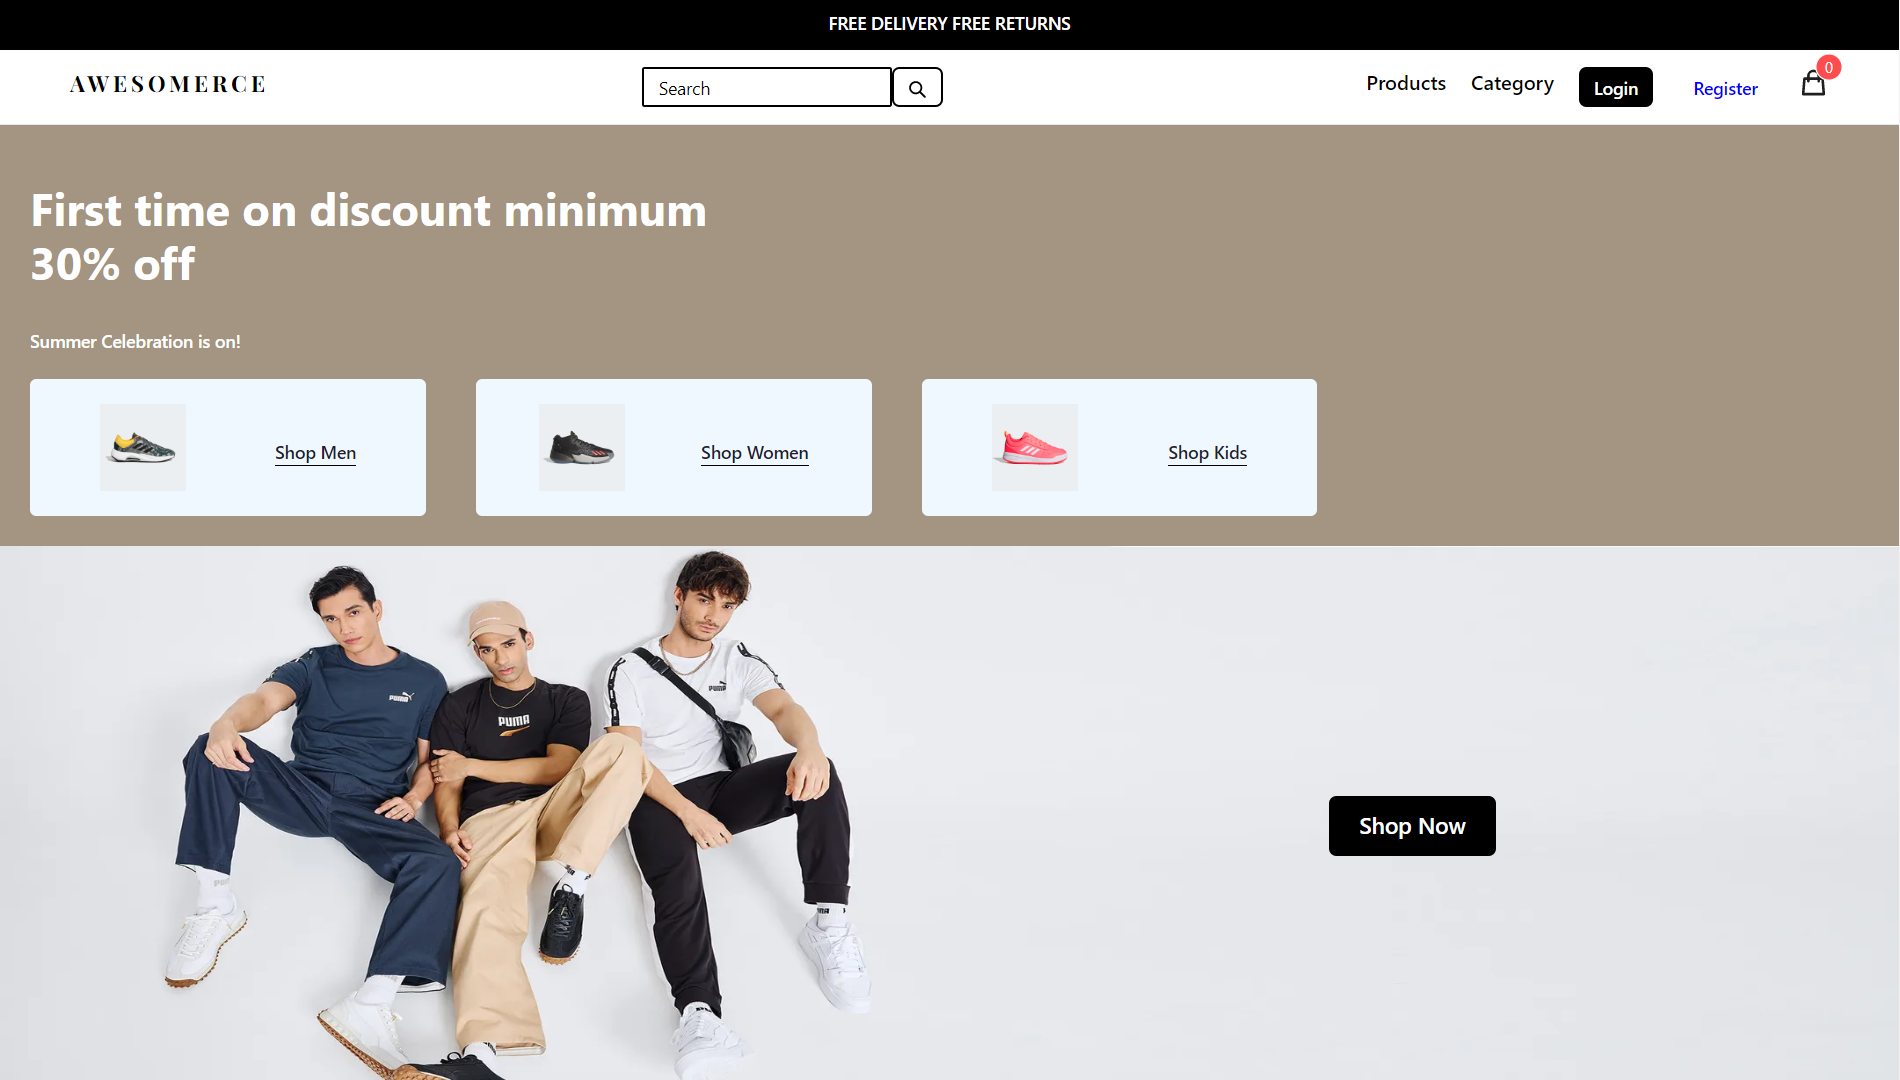 FREE DELIVERY FREE RETURNS
AWESOMERCE
Search
Products
Category
Login
Register
0
First time on discount minimum
30% off
Summer Celebration is on!
Shop Men
Shop Women
Shop Kids
PUMA
PUMA
PUMA
Shop Now